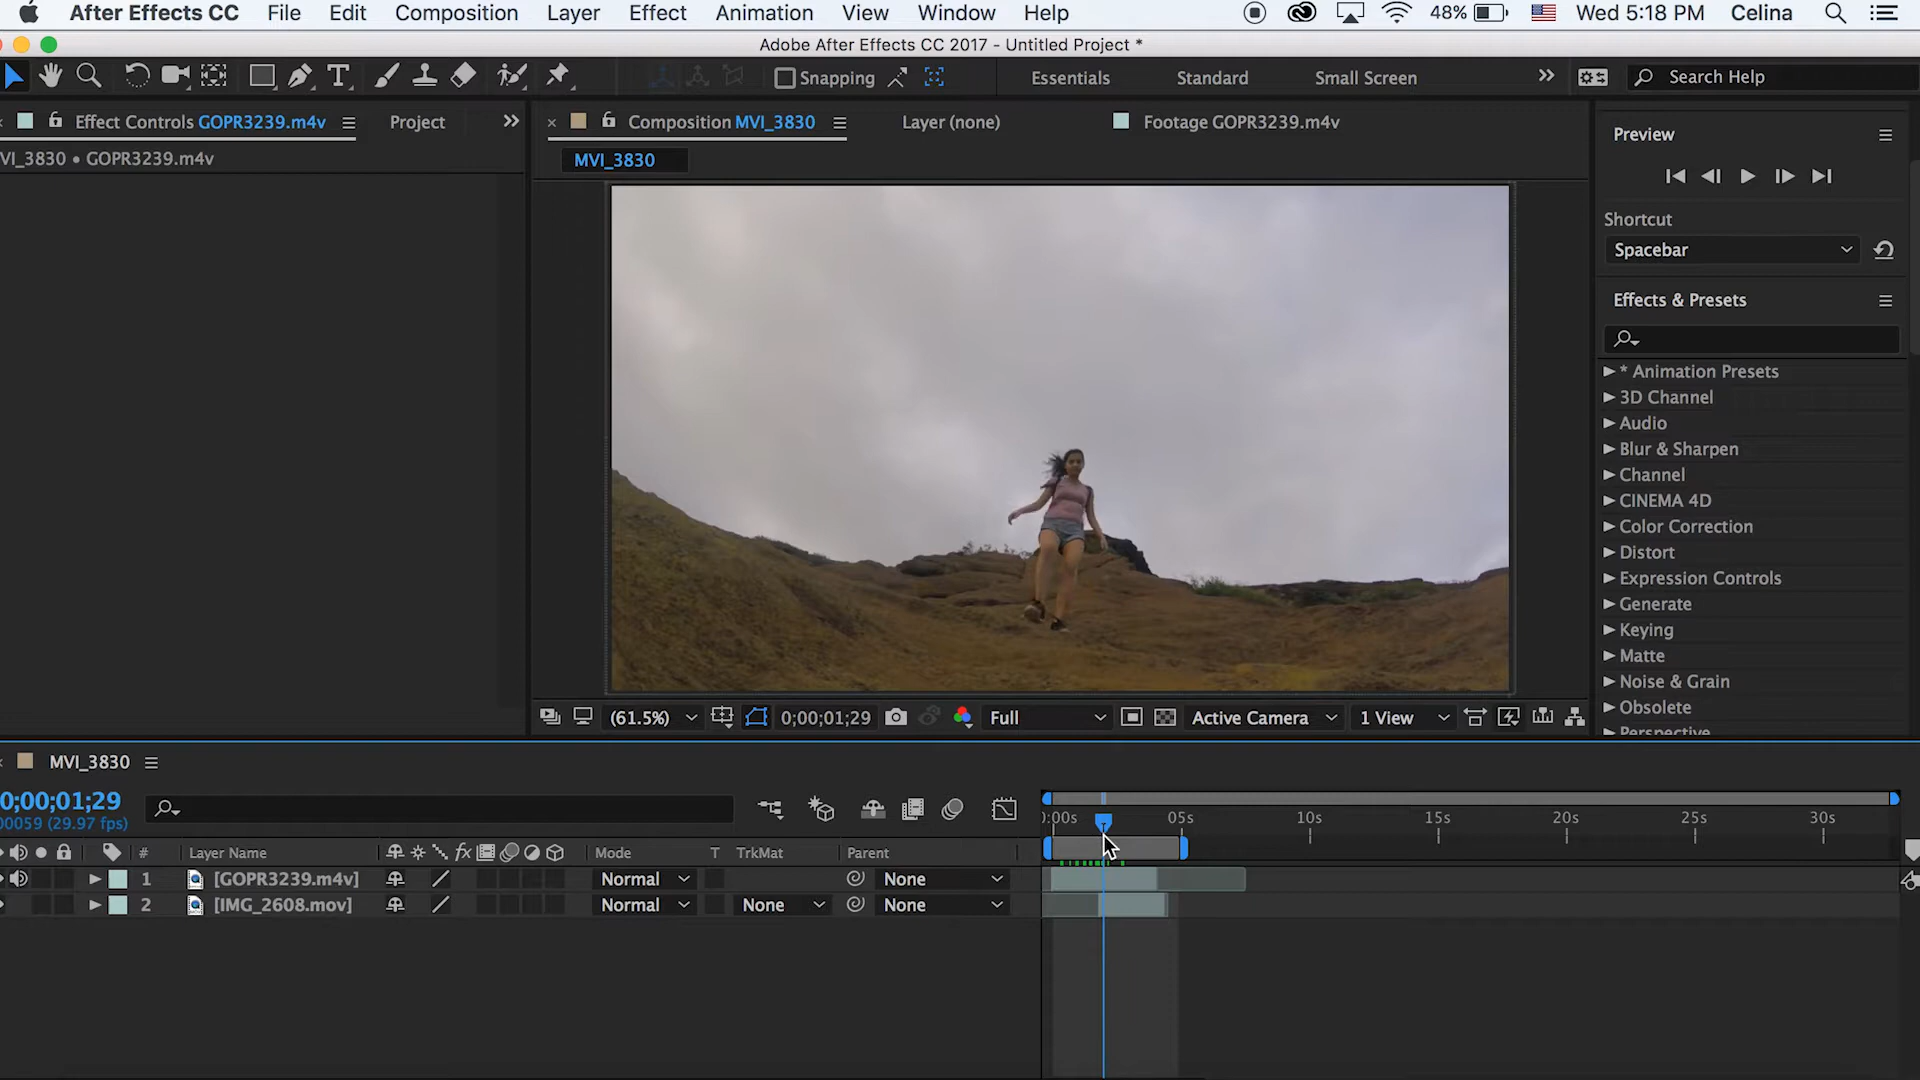 After Effects CC File Edit Composition Layer Effect Animation View Window Help 48% Wed 5:18 PM Celina
Adobe After Effects CC 2017 - Untitled Project *
Snapping Essentials Standard Small Screen Search Help
Effect Controls GOPR3239.m4v Project Composition MVI_3830 Layer (none) Footage GOPR3239.m4v
VI_3830 • GOPR3239.m4v
MVI_3830
Preview
Shortcut
Spacebar
Effects & Presets
* Animation Presets
3D Channel
Audio
Blur & Sharpen
Channel
CINEMA 4D
Color Correction
Distort
Expression Controls
Generate
Keying
Matte
Noise & Grain
Obsolete
Perspective
(61.5%) 0;00;01;29 Full Active Camera 1 View
MVI_3830
0;00;01;29
00059 (29.97 fps)
0:00s 05s 10s 15s 20s 25s 30s
# Layer Name fx Mode T TrkMat Parent
1 [GOPR3239.m4v] Normal None
2 [IMG_2608.mov] Normal None None